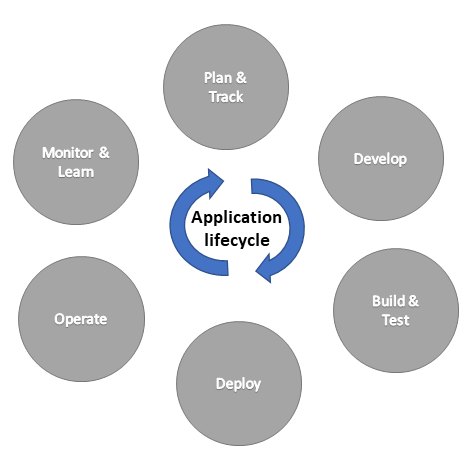 Plan &
Track
Develop
Build &
Test
Deploy
Operate
Monitor &
Learn
Application
lifecycle